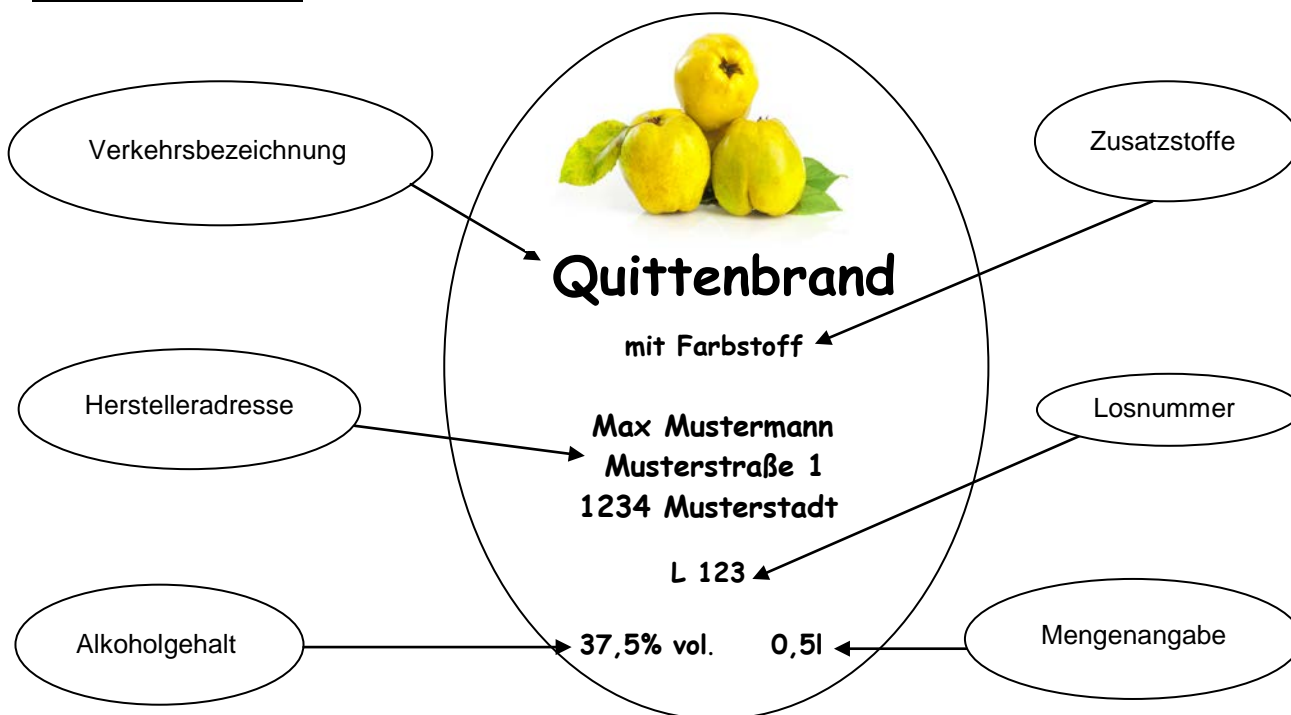 Verkehrsbezeichnung
Zusatzstoffe
Quittenbrand
mit Farbstoff
Herstelleradresse
Losnummer
Max Mustermann
Musterstraße 1
1234 Musterstadt
L 123
Alkoholgehalt
37,5% vol.
0,5l
Mengenangabe